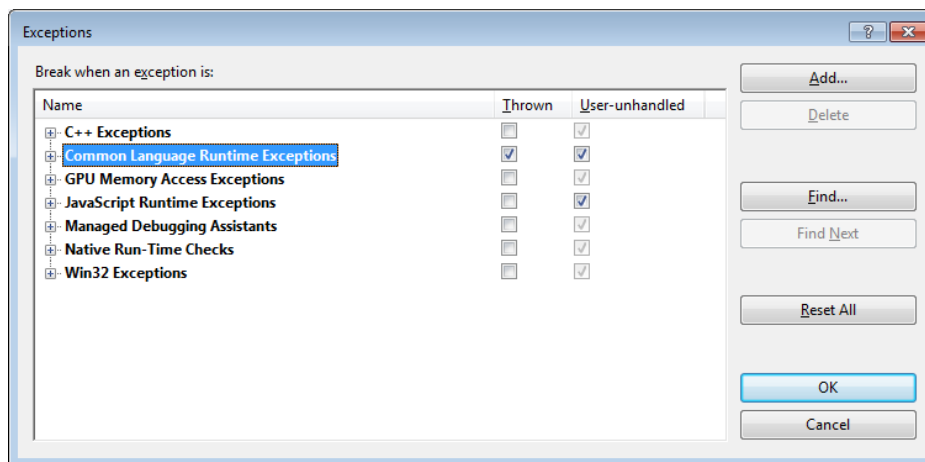 Exceptions
Break when an exception is:
Name Thrown User-unhandled
C++ Exceptions
Common Language Runtime Exceptions
GPU Memory Access Exceptions
JavaScript Runtime Exceptions
Managed Debugging Assistants
Native Run-Time Checks
Win32 Exceptions
Add...
Delete
Find...
Find Next
Reset All
OK
Cancel